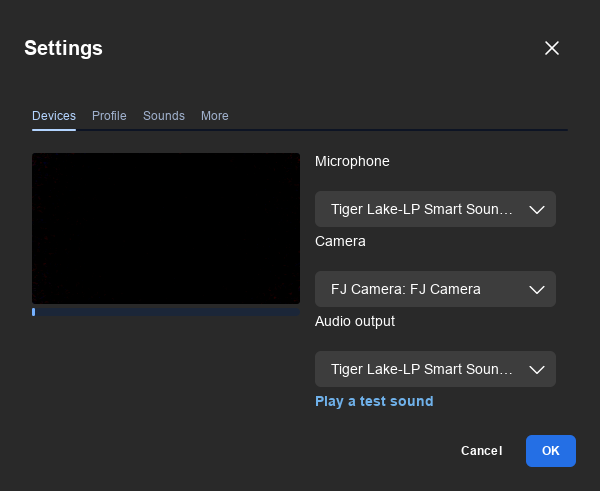 Settings
Devices Profile Sounds More
Microphone
Tiger Lake-LP Smart Soun...
Camera
FJ Camera: FJ Camera
Audio output
Tiger Lake-LP Smart Soun...
Play a test sound
Cancel OK